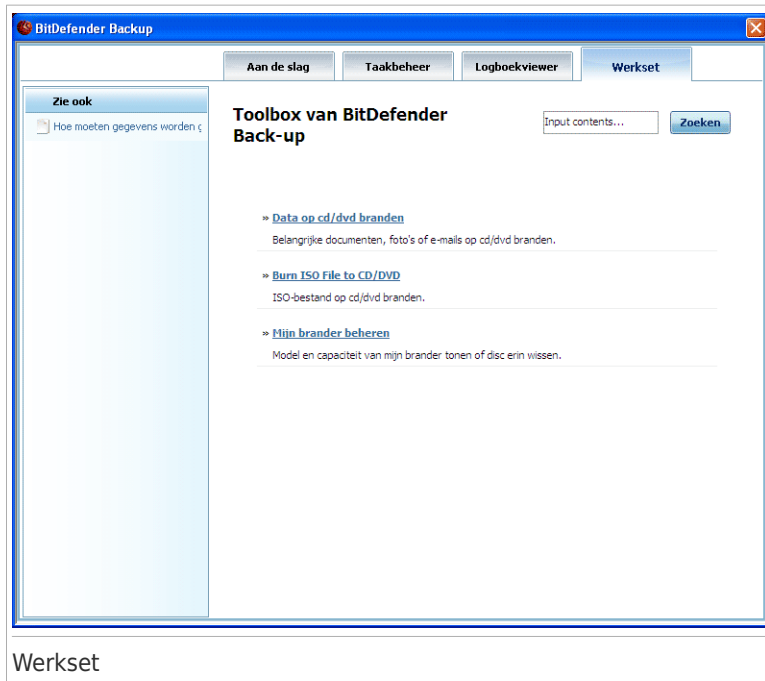 BitDefender Backup
Aan de slag
Taakbeheer
Logboekviewer
Werkset
Zie ook
Hoe moeten gegevens worden
Toolbox van BitDefender
Back-up
Input contents...
Zoeken
» Data op cd/dvd branden
Belangrijke documenten, foto's of e-mails op cd/dvd branden.
» Burn ISO File to CD/DVD
ISO-bestand op cd/dvd branden.
» Mijn brander beheren
Model en capaciteit van mijn brander tonen of disc erin wissen.
Werkset